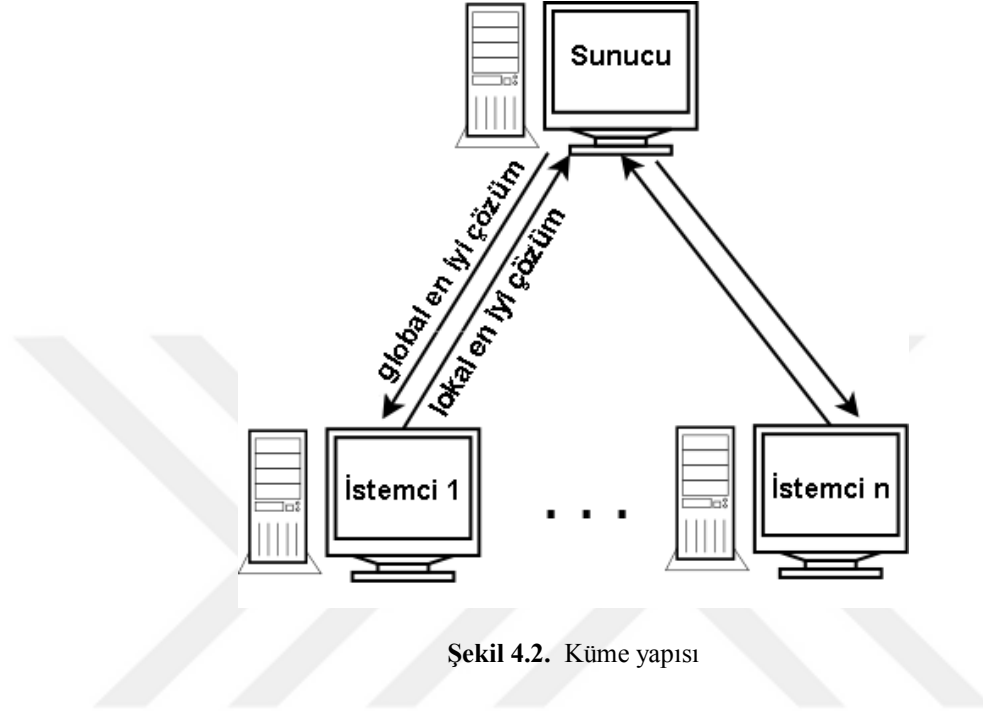 Sunucu
global en iyi çözüm
lokal en iyi çözüm
İstemci 1
. . .
İstemci n
Şekil 4.2. Küme yapısı